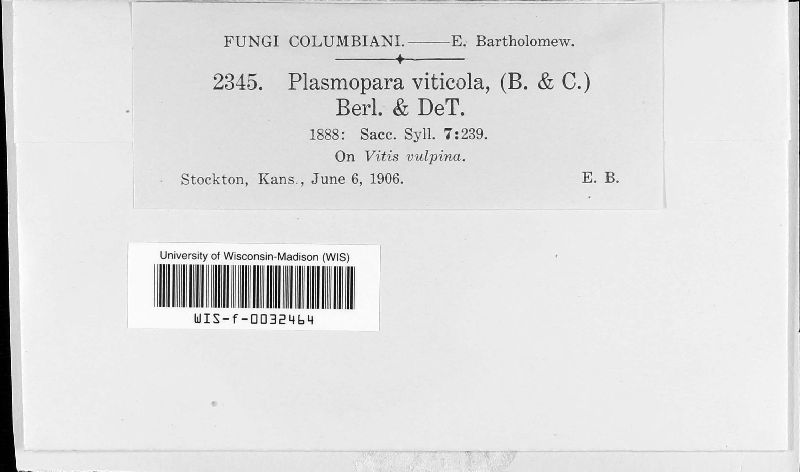 FUNGI COLUMBIANI.——E. Bartholomew.
2345. Plasmopara viticola, (B. & C.)
Berl. & DeT.
1888: Sacc. Syll. 7:239.
On Vitis vulpina.
Stockton, Kans., June 6, 1906. E. B.
University of Wisconsin-Madison (WIS)
WIS-f-0032464